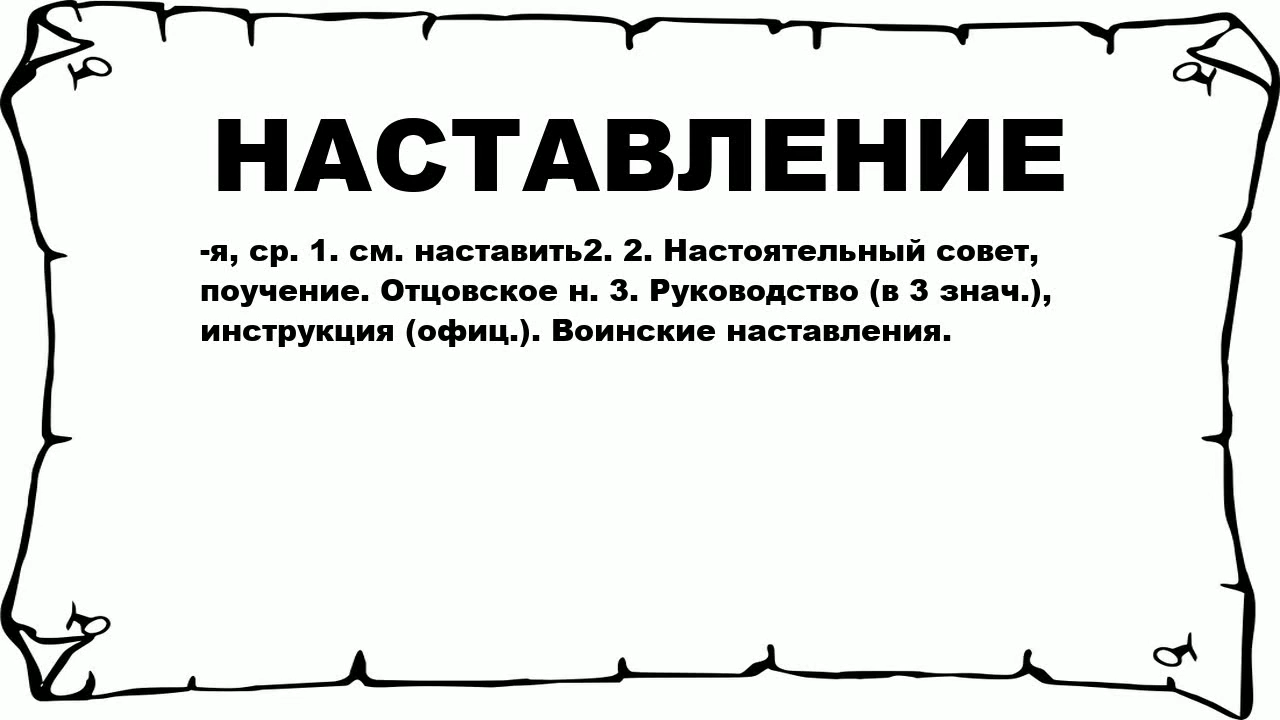 НАСТАВЛЕНИЕ
-я, ср. 1. см. наставить2. 2. Настоятельный совет,
поучение. Отцовское н. 3. Руководство (в 3 знач.),
инструкция (офиц.). Воинские наставления.